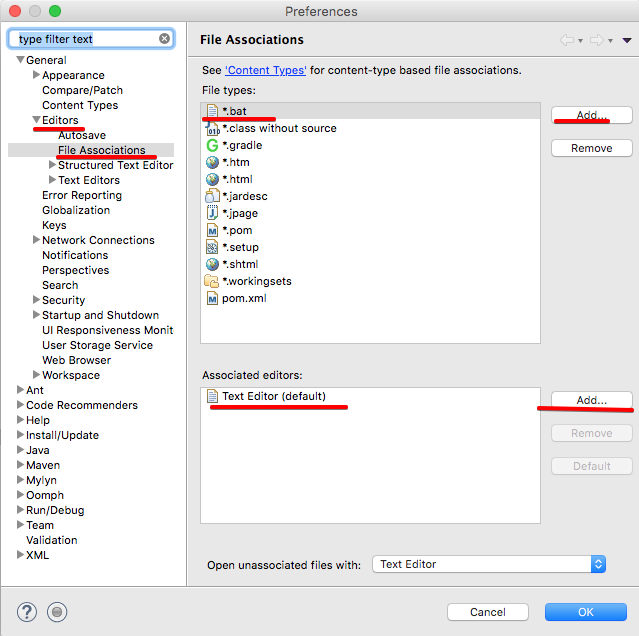 Preferences
type filter text
General
Appearance
Compare/Patch
Content Types
Editors
Autosave
File Associations
Structured Text Editor
Text Editors
Error Reporting
Globalization
Keys
Network Connections
Notifications
Perspectives
Search
Security
Startup and Shutdown
UI Responsiveness Monit
User Storage Service
Web Browser
Workspace
Ant
Code Recommenders
Help
Install/Update
Java
Maven
Mylyn
Oomph
Run/Debug
Team
Validation
XML
File Associations
See 'Content Types' for content-type based file associations.
File types:
*.bat
*.class without source
*.gradle
*.htm
*.html
*.jardesc
*.jpage
*.pom
*.setup
*.shtml
*.workingsets
pom.xml
Add...
Remove
Associated editors:
Text Editor (default)
Add...
Remove
Default
Open unassociated files with: Text Editor
? Cancel OK